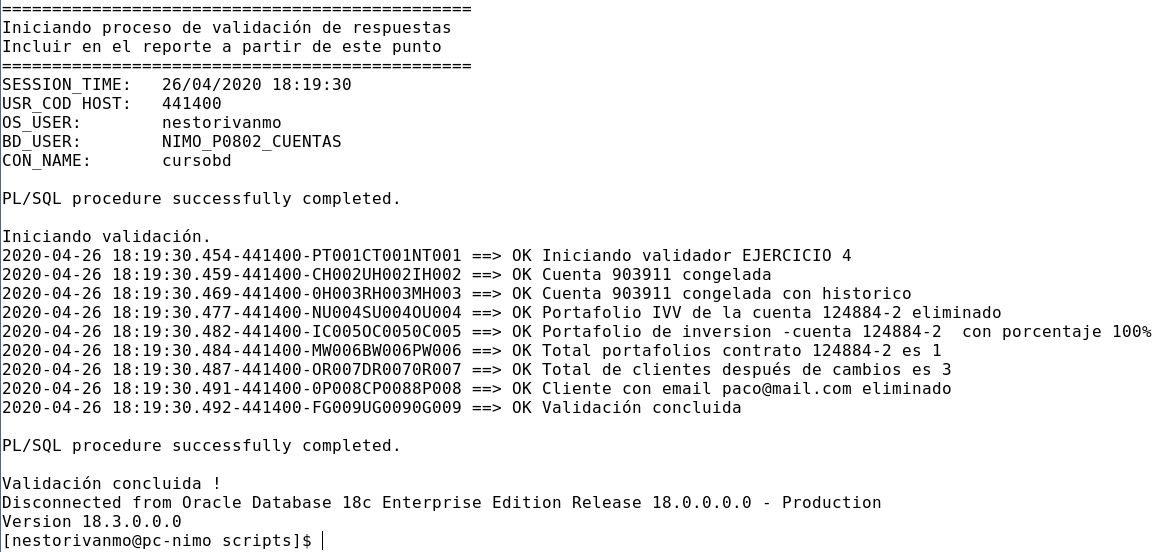 ===============================================
Iniciando proceso de validación de respuestas
Incluir en el reporte a partir de este punto
===============================================
SESSION_TIME:   26/04/2020 18:19:30
USR_COD HOST:   441400
OS_USER:        nestorivanmo
BD_USER:        NIMO_P0802_CUENTAS
CON_NAME:       cursobd
PL/SQL procedure successfully completed.
Iniciando validación.
2020-04-26 18:19:30.454-441400-PT001CT001NT001 ==> OK Iniciando validador EJERCICIO 4
2020-04-26 18:19:30.459-441400-CH002UH002IH002 ==> OK Cuenta 903911 congelada
2020-04-26 18:19:30.469-441400-0H003RH003MH003 ==> OK Cuenta 903911 congelada con historico
2020-04-26 18:19:30.477-441400-NU004SU004OU004 ==> OK Portafolio IVV de la cuenta 124884-2 eliminado
2020-04-26 18:19:30.482-441400-IC005OC0050C005 ==> OK Portafolio de inversion -cuenta 124884-2  con porcentaje 100%
2020-04-26 18:19:30.484-441400-MW006BW006PW006 ==> OK Total portafolios contrato 124884-2 es 1
2020-04-26 18:19:30.487-441400-OR007DR0070R007 ==> OK Total de clientes después de cambios es 3
2020-04-26 18:19:30.491-441400-0P008CP0088P008 ==> OK Cliente con email paco@mail.com eliminado
2020-04-26 18:19:30.492-441400-FG009UG0090G009 ==> OK Validación concluida
PL/SQL procedure successfully completed.
Validación concluida !
Disconnected from Oracle Database 18c Enterprise Edition Release 18.0.0.0.0 - Production
Version 18.3.0.0.0
[nestorivanmo@pc-nimo scripts]$